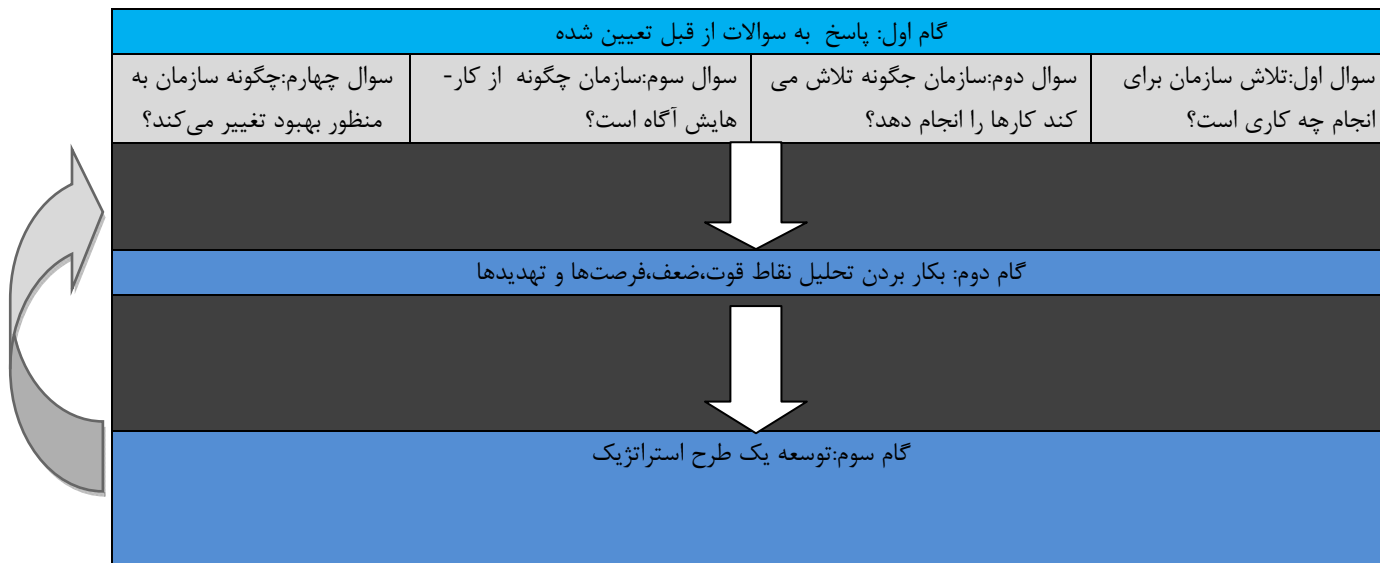 گام اول: پاسخ به سوالات از قبل تعیین شده
سوال اول:تلاش سازمان برای
انجام چه کاری است؟
سوال دوم:سازمان جگونه تلاش می
کند کارها را انجام دهد؟
سوال سوم:سازمان چگونه از کار-
هایش آگاه است؟
سوال چهارم:چگونه سازمان به
منظور بهبود تغییر می‌کند؟
گام دوم: بکار بردن تحلیل نقاط قوت،ضعف،فرصت‌ها و تهدیدها
گام سوم:توسعه یک طرح استراتژیک